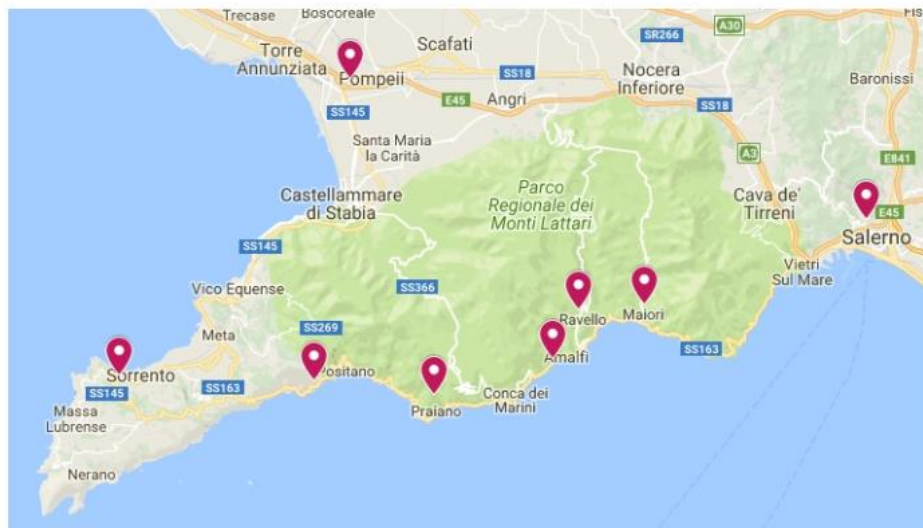 Trecase
Boscoreale
SR266
A30
Fis
Torre
Annunziata
Scafati
Pompeii
Nocera
Inferiore
Baronissi
SS18
E45
Angri
SS18
SS145
Santa Maria
la Carità
A3
E841
Castellammare
di Stabia
Parco
Regionale dei
Monti Lattari
Cava de'
Tirreni
E45
Salerno
SS145
Vietri
Sul Mare
Vico Equense
SS366
Ravello
Maiori
Meta
SS269
SS163
Amalfi
Sorrento
Positano
SS145
SS163
Conca dei
Marini
Praiano
Massa
Lubrense
Nerano